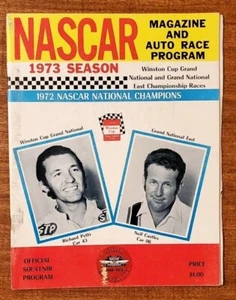 NASCAR
MAGAZINE
AND
AUTO RACE
PROGRAM
1973 SEASON
Winston Cup Grand
National and Grand National
East Championship Races
1972 NASCAR NATIONAL CHAMPIONS
Winston Cup Grand National
Grand National East
Winston
STP
Richard Petty
Car 43
Neil Castles
Car 06
OFFICIAL
SOUVENIR
PROGRAM
PRICE
$1.00